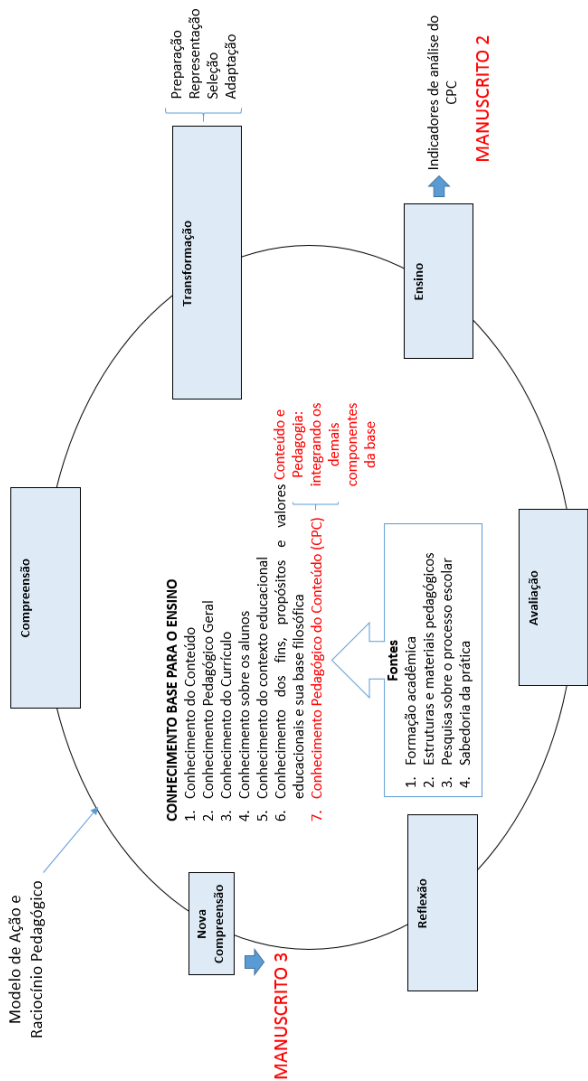 Modelo de Ação e
Raciocínio Pedagógico
Compreensão
Transformação
Preparação
Representação
Seleção
Adaptação
Ensino
Indicadores de análise do
CPC
MANUSCRITO 2
Avaliação
Reflexão
Nova
Compreensão
MANUSCRITO 3
CONHECIMENTO BASE PARA O ENSINO
1. Conhecimento do Conteúdo
2. Conhecimento Pedagógico Geral
3. Conhecimento do Currículo
4. Conhecimento sobre os alunos
5. Conhecimento do contexto educacional
6. Conhecimento dos fins, propósitos e valores
educacionais e sua base filosófica
7. Conhecimento Pedagógico do Conteúdo (CPC)
Conteúdo e
Pedagogia:
integrando os
demais
componentes
da base
Fontes
1. Formação acadêmica
2. Estruturas e materiais pedagógicos
3. Pesquisa sobre o processo escolar
4. Sabedoria da prática